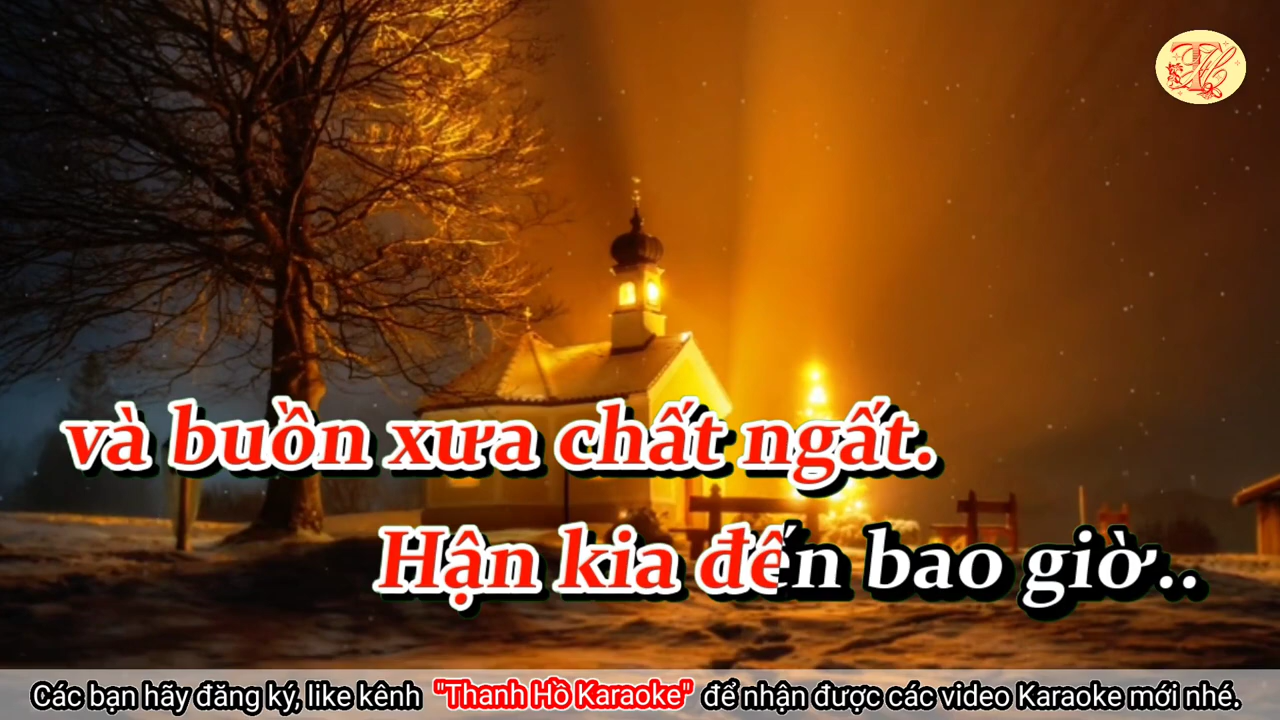 và buồn xưa chất ngất.
Hận kia đến bao giờ..
Các bạn hãy đăng ký, like kênh "Thanh Hồ Karaoke" để nhận được các video Karaoke mới nhé.